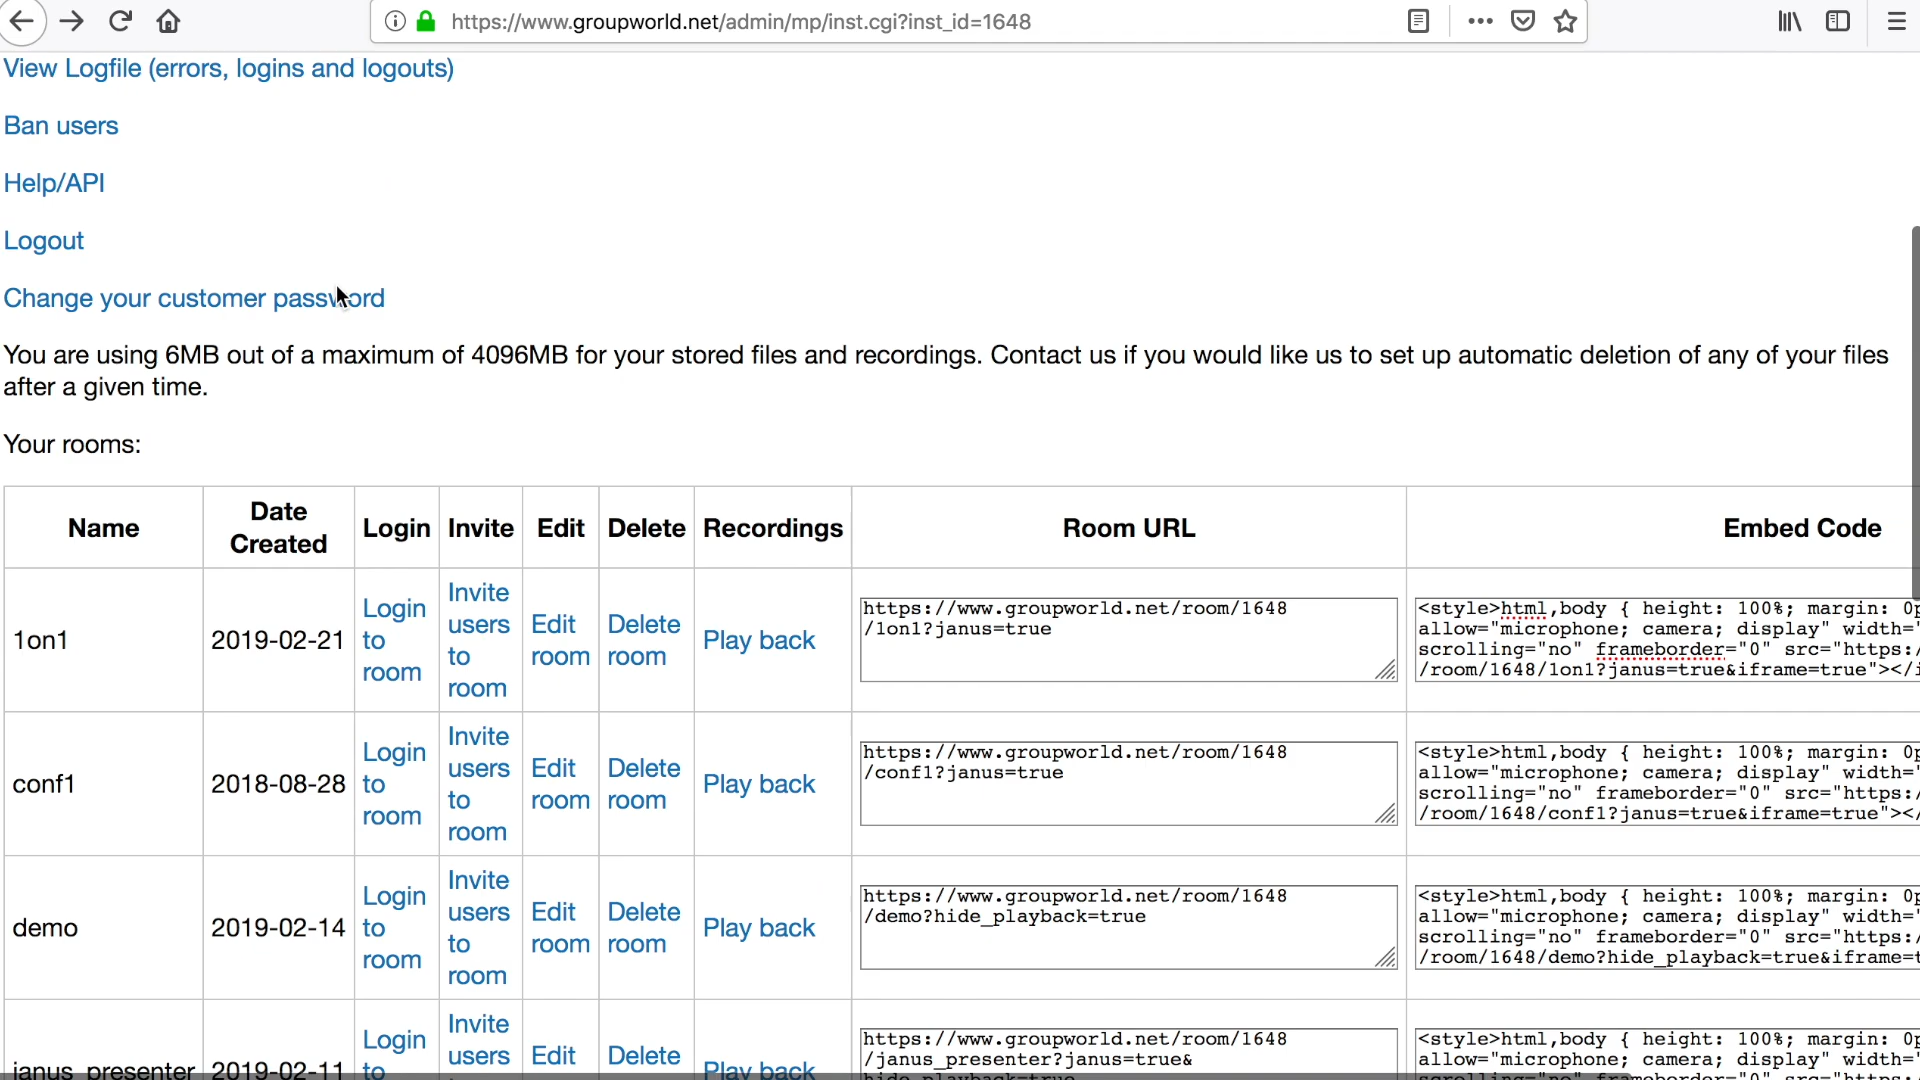 https://www.groupworld.net/admin/mp/inst.cgi?inst_id=1648
View Logfile (errors, logins and logouts)
Ban users
Help/API
Logout
Change your customer password
You are using 6MB out of a maximum of 4096MB for your stored files and recordings. Contact us if you would like us to set up automatic deletion of any of your files
after a given time.
Your rooms:
Name
Date
Created
Login
Invite
Edit
Delete
Recordings
Room URL
Embed Code
1on1
2019-02-21
Login
to
room
Invite
users
to
room
Edit
room
Delete
room
Play back
https://www.groupworld.net/room/1648
/1on1?janus=true
<style>html,body { height: 100%; margin: 0p
allow="microphone; camera; display" width="
scrolling="no" frameborder="0" src="https:/
/room/1648/1on1?janus=true&iframe=true"></i
conf1
2018-08-28
Login
to
room
Invite
users
to
room
Edit
room
Delete
room
Play back
https://www.groupworld.net/room/1648
/conf1?janus=true
<style>html,body { height: 100%; margin: 0p
allow="microphone; camera; display" width="
scrolling="no" frameborder="0" src="https:/
/room/1648/conf1?janus=true&iframe=true"></
demo
2019-02-14
Login
to
room
Invite
users
to
room
Edit
room
Delete
room
Play back
https://www.groupworld.net/room/1648
/demo?hide_playback=true
<style>html,body { height: 100%; margin: 0p
allow="microphone; camera; display" width="
scrolling="no" frameborder="0" src="https:/
/room/1648/demo?hide_playback=true&iframe=t
janus_presenter
2019-02-11
Login
to
Invite
users
Edit
Delete
Play back
https://www.groupworld.net/room/1648
/janus_presenter?janus=true&
hide_playback=true
<style>html,body { height: 100%; margin: 0p
allow="microphone; camera; display" width="
scrolling="no" frameborder="0" src="https:/